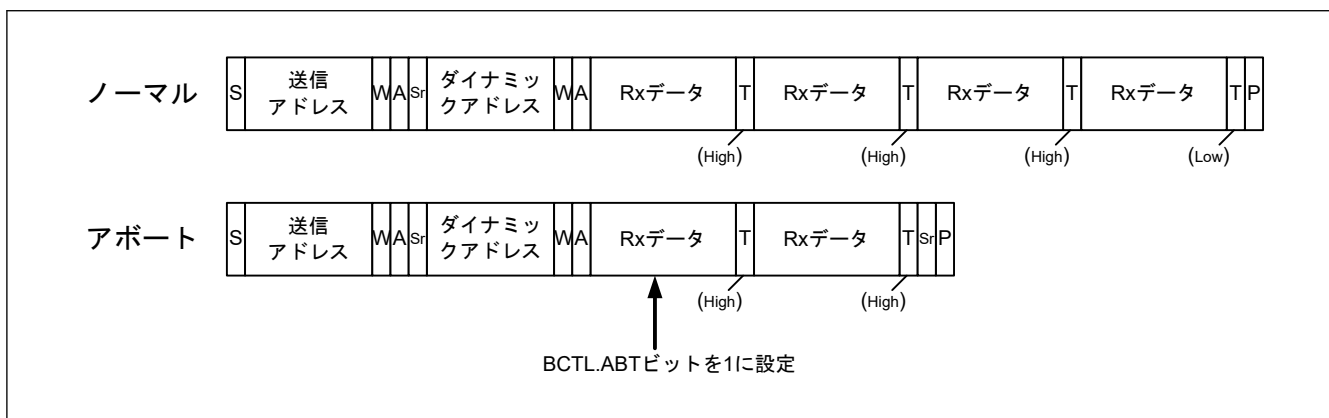 ノーマル
S 送信
アドレス W A Sr ダイナミッ
クアドレス W A Rxデータ T Rxデータ T Rxデータ T Rxデータ T P
(High) (High) (High) (Low)
アボート
S 送信
アドレス W A Sr ダイナミッ
クアドレス W A Rxデータ T Rxデータ T Sr P
(High) (High)
BCTL.ABTビットを1に設定